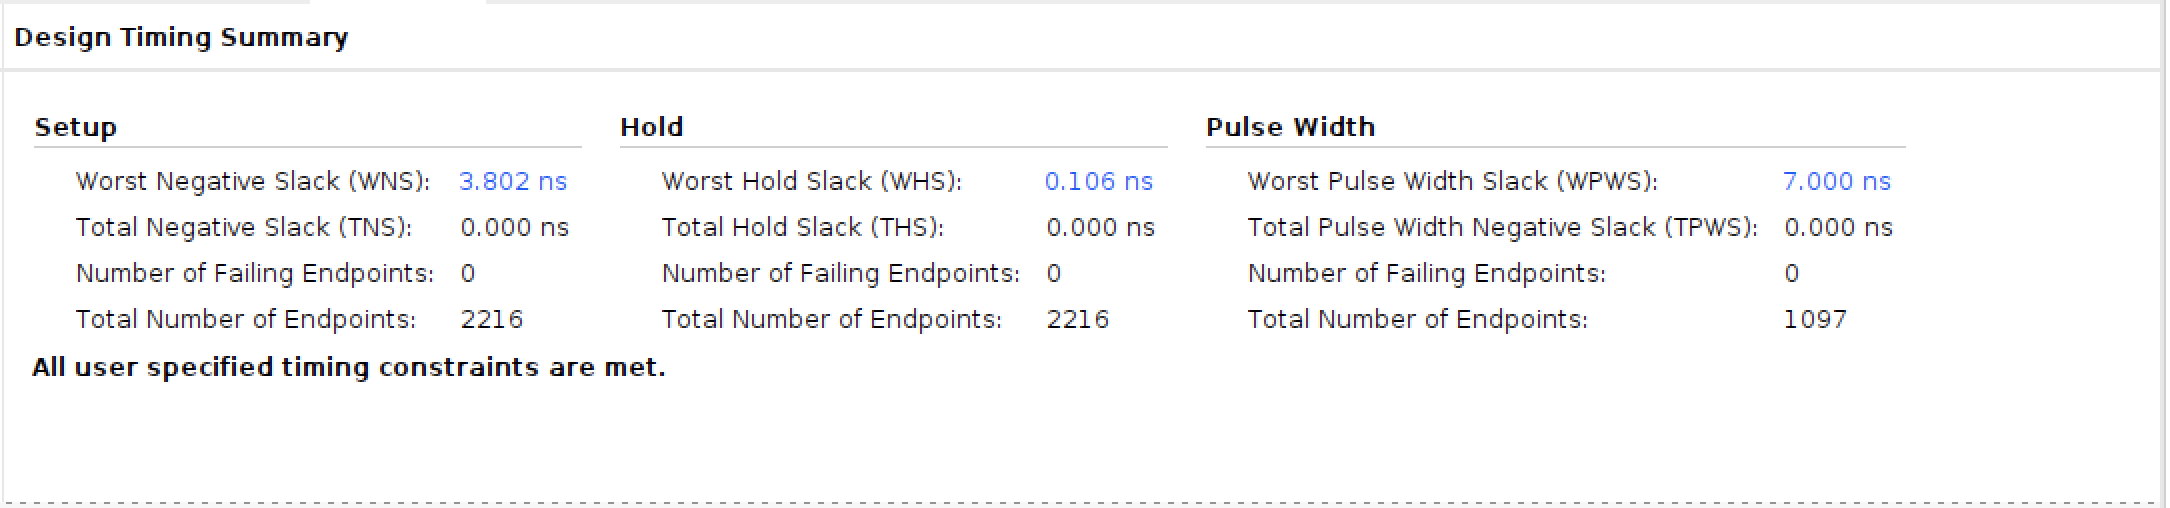 Design Timing Summary
Setup
Worst Negative Slack (WNS): 3.802 ns
Total Negative Slack (TNS): 0.000 ns
Number of Failing Endpoints: 0
Total Number of Endpoints: 2216
Hold
Worst Hold Slack (WHS): 0.106 ns
Total Hold Slack (THS): 0.000 ns
Number of Failing Endpoints: 0
Total Number of Endpoints: 2216
Pulse Width
Worst Pulse Width Slack (WPWS): 7.000 ns
Total Pulse Width Negative Slack (TPWS): 0.000 ns
Number of Failing Endpoints: 0
Total Number of Endpoints: 1097
All user specified timing constraints are met.